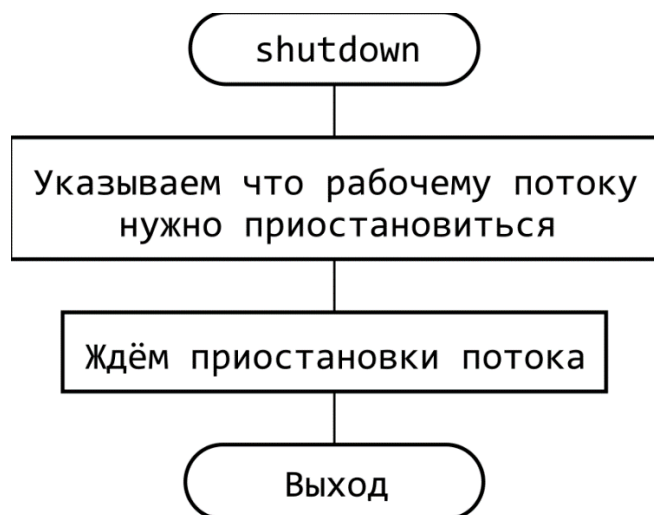 shutdown
Указываем что рабочему потоку
нужно приостановиться
Ждём приостановки потока
Выход